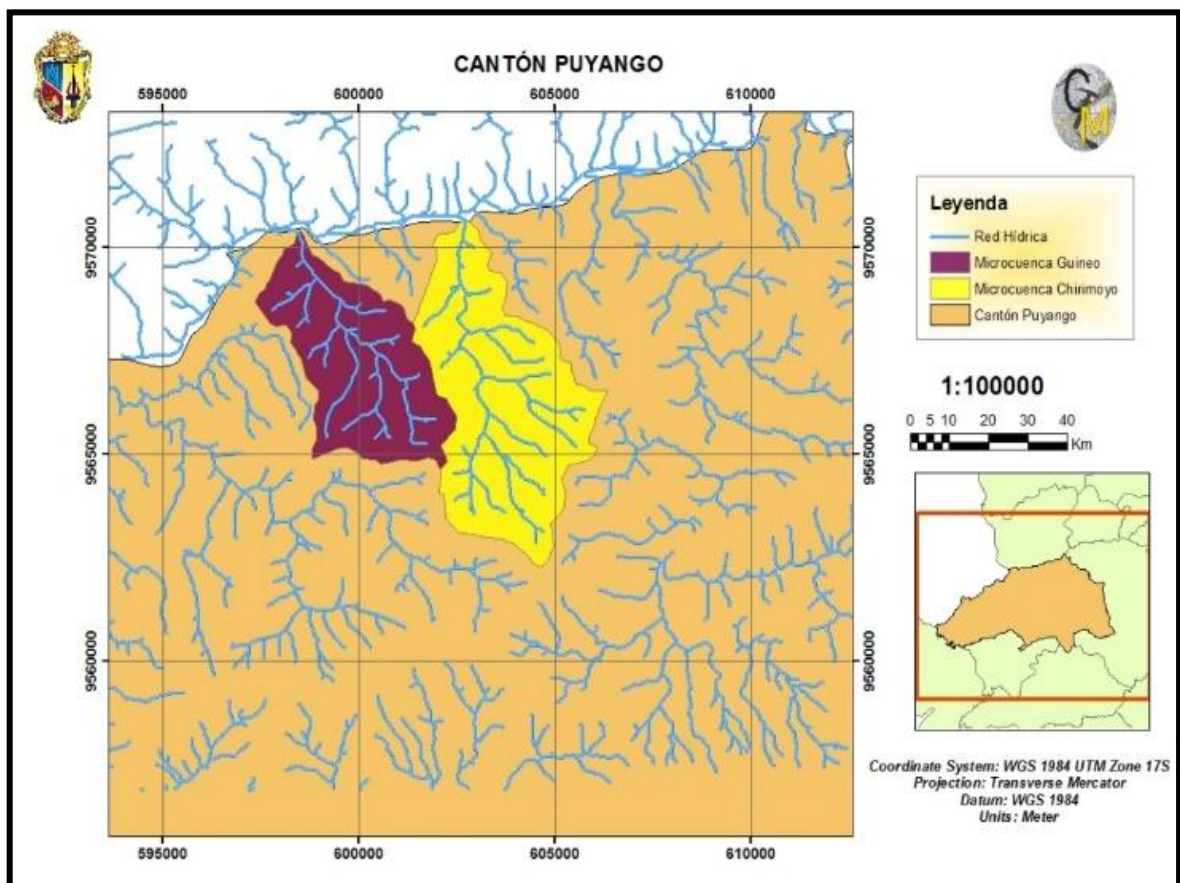 CANTÓN PUYANGO
595000 600000 605000 610000
9570000 9570000
9565000 9565000
9560000 9560000
595000 600000 605000 610000
Leyenda
Red Hídrica
Microcuenca Guineo
Microcuenca Chirimoyo
Cantón Puyango
1:100000
0 5 10 20 30 40
Km
Coordinate System: WGS 1984 UTM Zone 17S
Projection: Transverse Mercator
Datum: WGS 1984
Units: Meter